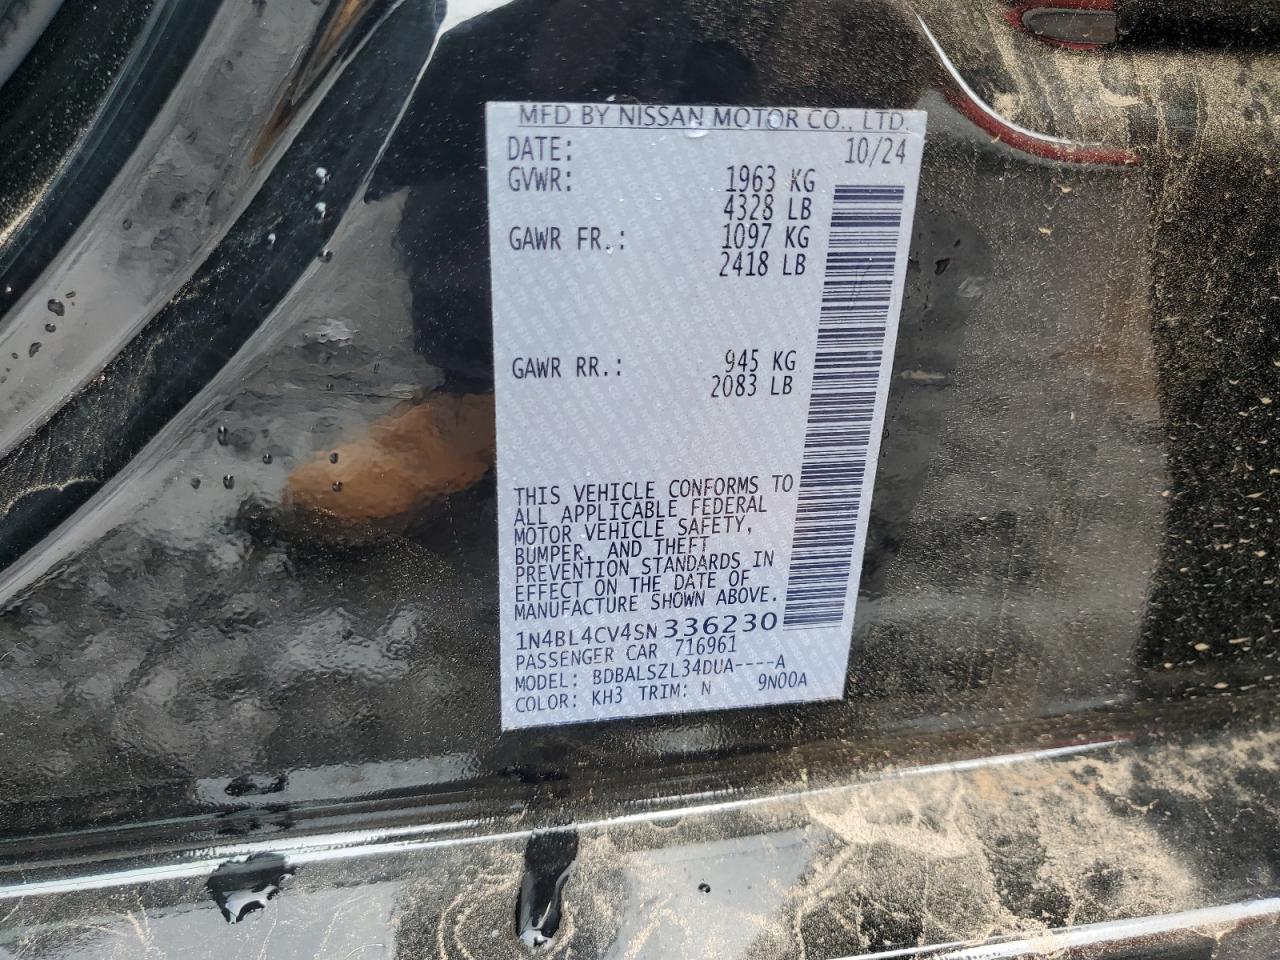 MFD BY NISSAN MOTOR CO., LTD.
DATE: 10/24
GVWR: 1963 KG
4328 LB
GAWR FR.: 1097 KG
2418 LB
GAWR RR.: 945 KG
2083 LB
THIS VEHICLE CONFORMS TO
ALL APPLICABLE FEDERAL
MOTOR VEHICLE SAFETY,
BUMPER, AND THEFT
PREVENTION STANDARDS IN
EFFECT ON THE DATE OF
MANUFACTURE SHOWN ABOVE.
1N4BL4CV4SN336230
PASSENGER CAR 716961
MODEL: BDBALSZL34DUA----A
COLOR: KH3 TRIM: N 9N00A